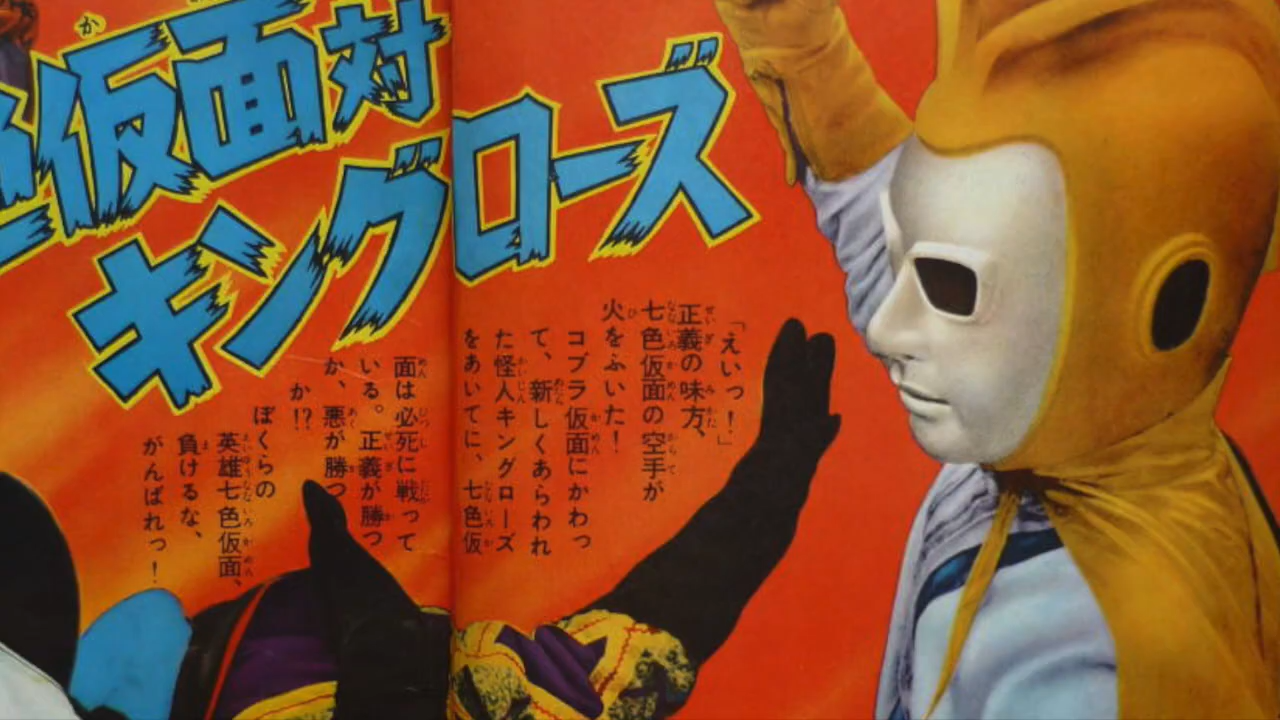 仮面対
キングローズ
「えいっ!」
正義の味方、
七色仮面の空手が
火をふいた!
コブラ仮面にかわっ
て、新しくあらわれ
た怪人キングローズ
をあいてに、七色仮
面は必死に戦って
いる。正義が勝つ
か、悪が勝つ
か!?
ぼくらの
英雄七色仮面、
負けるな、
がんばれっ!